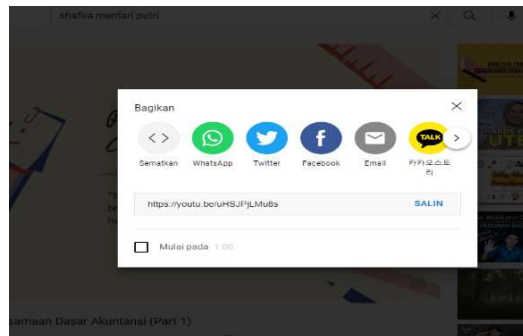 shafira mentari putri
Bagikan
TALK
Sematkan WhatsApp Twitter Facebook Email 카카오스토리
https://youtu.be/uHSJPjLMu8s SALIN
Mulai pada 1:00
amaan Dasar Akuntansi (Part 1)